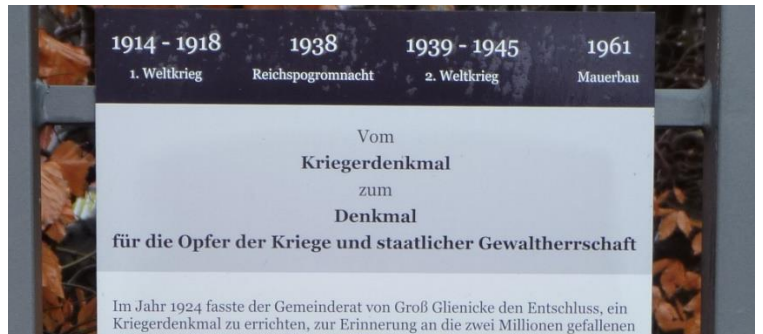 1914 - 1918 1938 1939 - 1945 1961
1. Weltkrieg Reichspogromnacht 2. Weltkrieg Mauerbau
Vom
Kriegerdenkmal
zum
Denkmal
für die Opfer der Kriege und staatlicher Gewaltherrschaft
Im Jahr 1924 fasste der Gemeinderat von Groß Glienicke den Entschluss, ein
Kriegerdenkmal zu errichten, zur Erinnerung an die zwei Millionen gefallenen